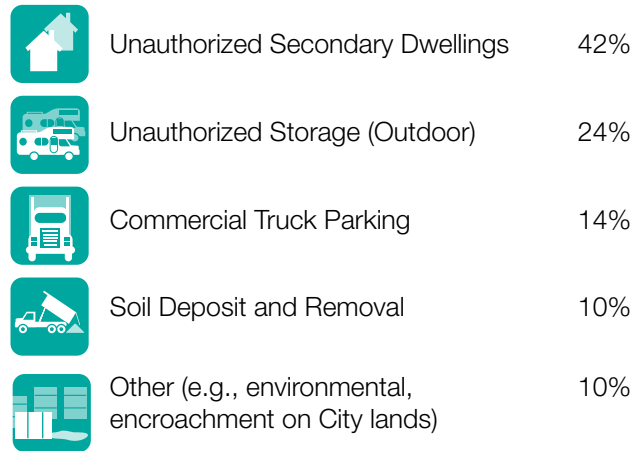 Unauthorized Secondary Dwellings 42%
Unauthorized Storage (Outdoor) 24%
Commercial Truck Parking 14%
Soil Deposit and Removal 10%
Other (e.g., environmental, 10%
encroachment on City lands)